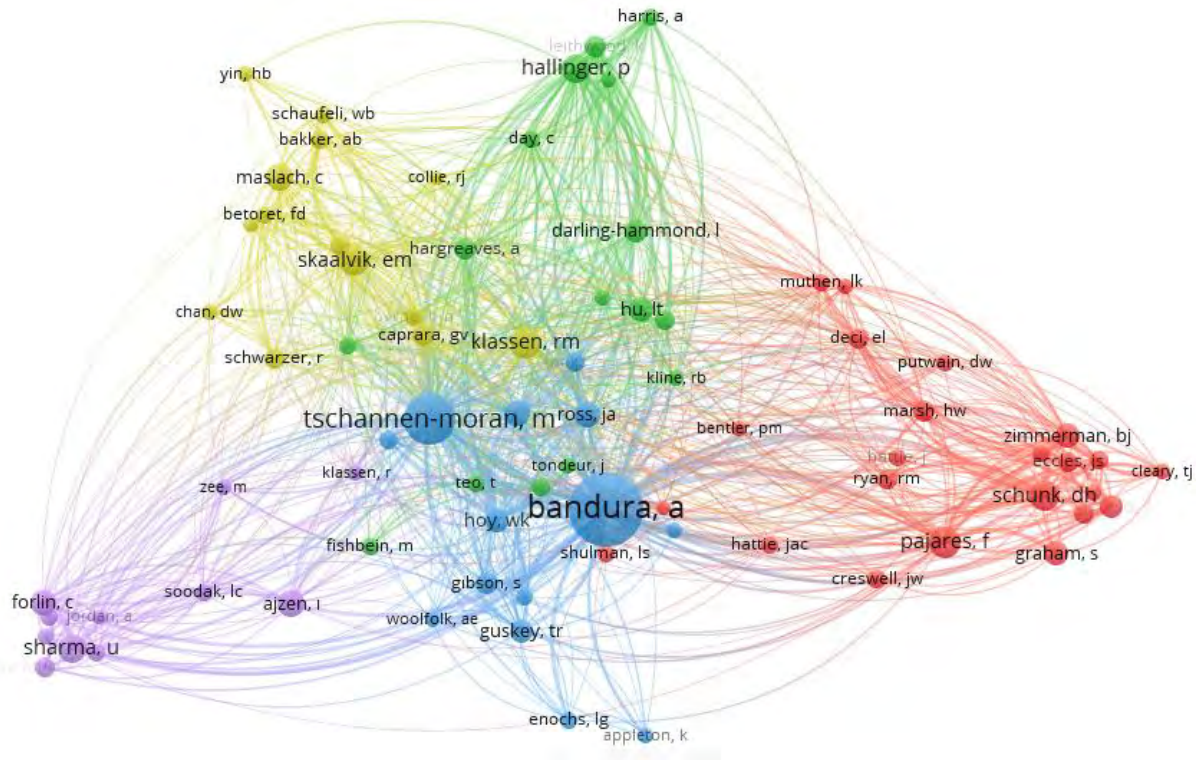 harris, a
hallinger, p
yin, hb
schaufeli, wb
bakker, ab
day, c
maslach, c
collie, rj
betoret, fd
darling-hammond, l
hargreaves, a
skaalvik, em
muthen, lk
chan, dw
hu, lt
caprara, gv
klassen, rm
deci, el
schwarzer, r
putwain, dw
kline, rb
tschannen-moran, m
ross, ja
marsh, hw
bentler, pm
zimmerman, bj
hattie, j
eccles, js
tondeur, j
klassen, r
cleary, tj
zee, m
teo, t
ryan, rm
schunk, dh
bandura, a
hoy, wk
fishbein, m
hattie, jac
pajares, f
shulman, ls
graham, s
gibson, s
creswell, jw
soodak, lc
forlin, c
ajzen, i
jordan, a
woolfolk, ae
guskey, tr
sharma, u
enochs, lg
appleton, k